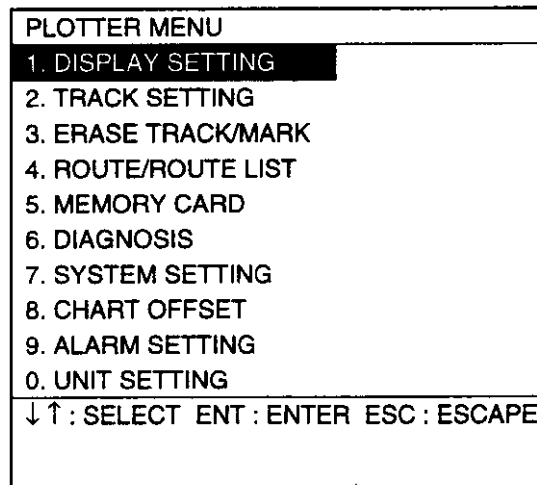 PLOTTER MENU
1. DISPLAY SETTING
2. TRACK SETTING
3. ERASE TRACK/MARK
4. ROUTE/ROUTE LIST
5. MEMORY CARD
6. DIAGNOSIS
7. SYSTEM SETTING
8. CHART OFFSET
9. ALARM SETTING
0. UNIT SETTING
↓↑: SELECT ENT : ENTER ESC : ESCAPE